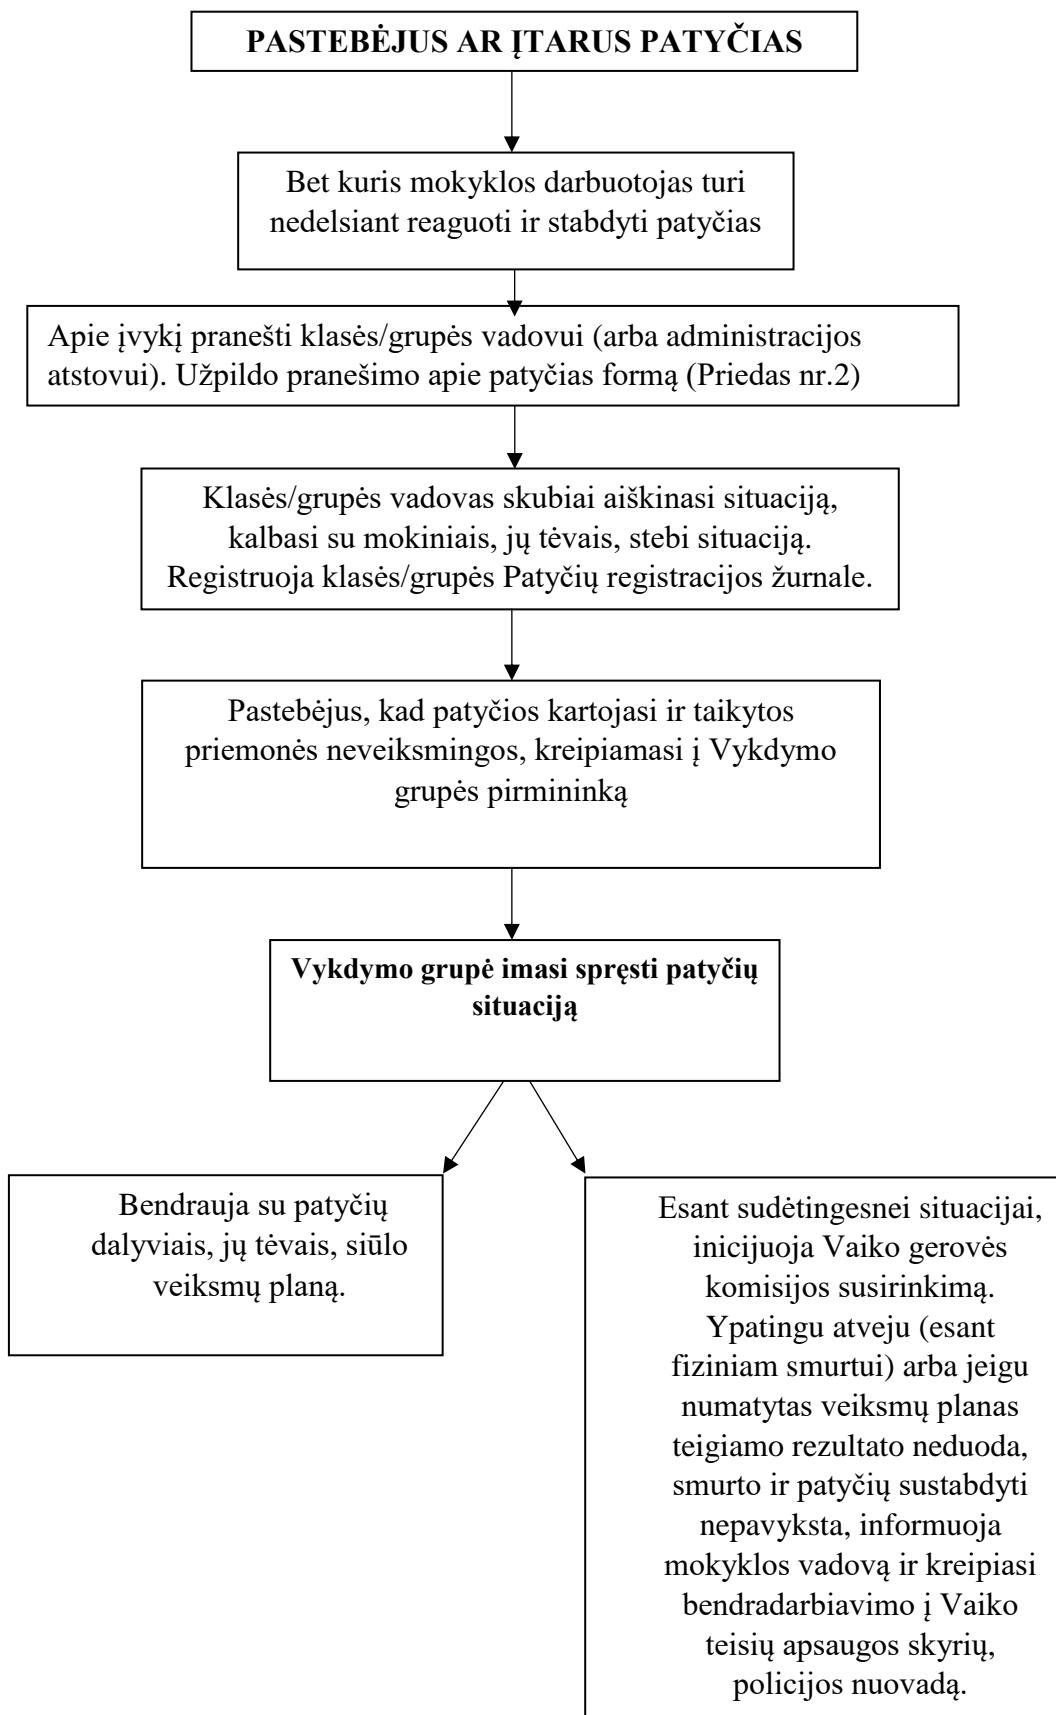 PASTEBĖJUS AR ĮTARUS PATYČIAS
Bet kuris mokyklos darbuotojas turi
nedelsiant reaguoti ir stabdyti patyčias
Apie įvykį pranešti klasės/grupės vadovui (arba administracijos
atstovui). Užpildo pranešimo apie patyčias formą (Priedas nr.2)
Klasės/grupės vadovas skubiai aiškinasi situaciją,
kalbasi su mokiniais, jų tėvais, stebi situaciją.
Registruoja klasės/grupės Patyčių registracijos žurnale.
Pastebėjus, kad patyčios kartojasi ir taikytos
priemonės neveiksmingos, kreipiamasi į Vykdymo
grupės pirmininką
Vykdymo grupė imasi spręsti patyčių
situaciją
Bendrauja su patyčių
dalyviais, jų tėvais, siūlo
veiksmų planą.
Esant sudėtingesnei situacijai,
inicijuoja Vaiko gerovės
komisijos susirinkimą.
Ypatingu atveju (esant
fiziniam smurtui) arba jeigu
numatytas veiksmų planas
teigiamo rezultato neduoda,
smurto ir patyčių sustabdyti
nepavyksta, informuoja
mokyklos vadovą ir kreipiasi
bendradarbiavimo į Vaiko
teisių apsaugos skyrių,
policijos nuovadą.